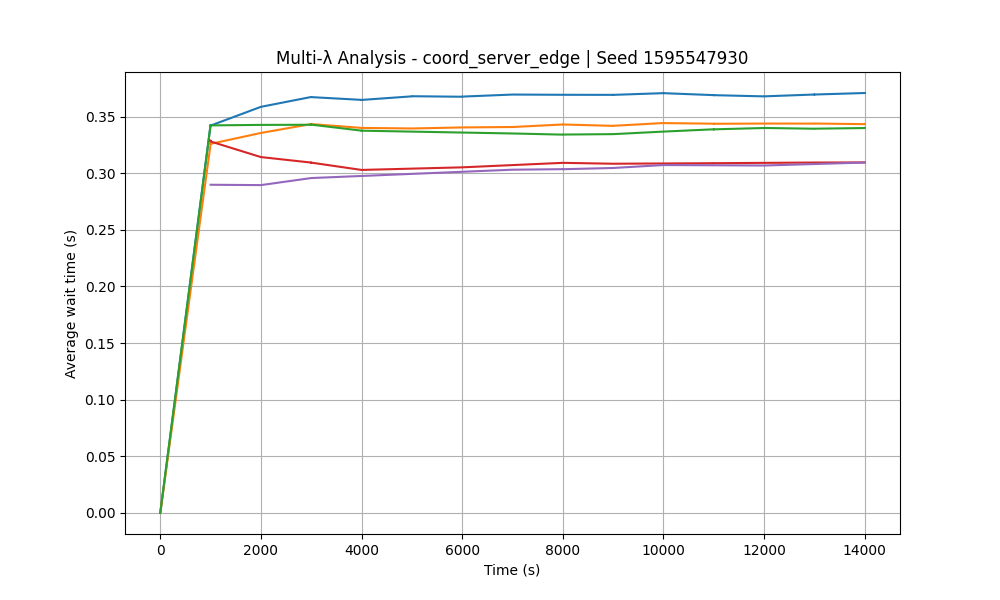 Multi-λ Analysis - coord_server_edge | Seed 1595547930
Average wait time (s)
0.35
0.30
0.25
0.20
0.15
0.10
0.05
0.00
0 2000 4000 6000 8000 10000 12000 14000
Time (s)